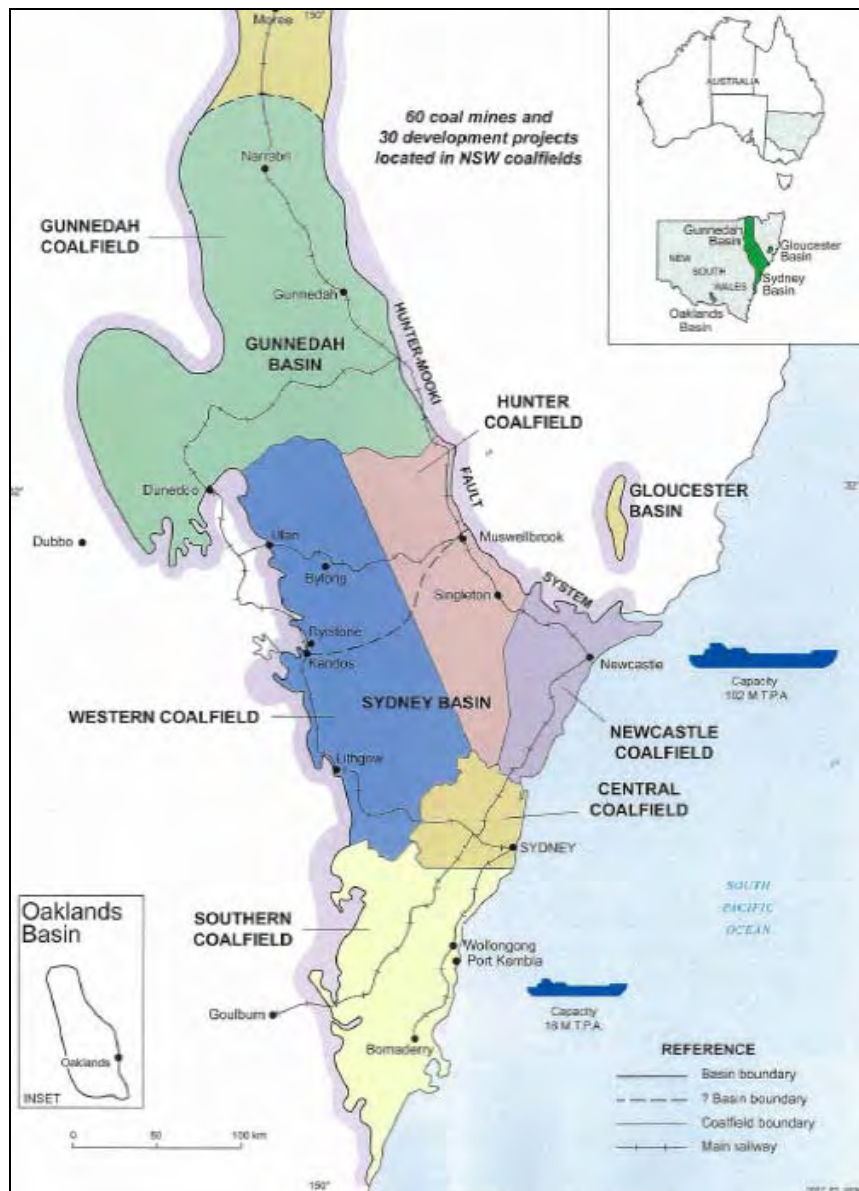 150°
Moree
60 coal mines and
30 development projects
located in NSW coalfields
AUSTRALIA
Gunnedah
Basin
Gloucester
Basin
NEW
SOUTH
WALES
Sydney
Basin
Oaklands
Basin
Narrabri
GUNNEDAH
COALFIELD
Gunnedah
GUNNEDAH
BASIN
HUNTER-MOOKI
FAULT
SYSTEM
HUNTER
COALFIELD
32°
Dunedoo
GLOUCESTER
BASIN
32°
Dubbo
Ulan
Muswellbrook
Bylong
Singleton
Rylstone
Kandos
Newcastle
Capacity
102 M.T.P.A.
WESTERN COALFIELD
SYDNEY BASIN
NEWCASTLE
COALFIELD
Lithgow
CENTRAL
COALFIELD
SYDNEY
SOUTH
PACIFIC
OCEAN
Oaklands
Basin
SOUTHERN
COALFIELD
Wollongong
Port Kembla
Goulburn
Capacity
16 M.T.P.A.
Bomaderry
Oaklands
INSET
REFERENCE
Basin boundary
? Basin boundary
Coalfield boundary
Main railway
0 50 100 km
150°